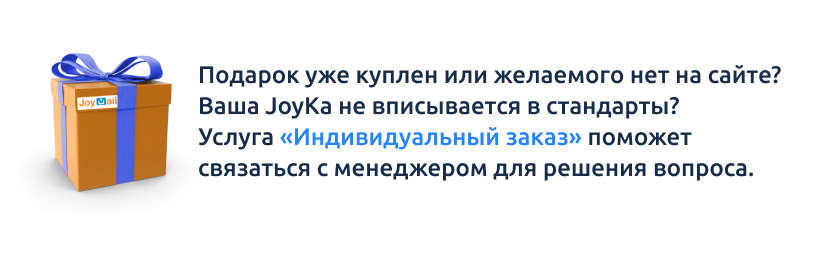 JoyMail
Подарок уже куплен или желаемого нет на сайте?
Ваша JoyКа не вписывается в стандарты?
Услуга «Индивидуальный заказ» поможет
связаться с менеджером для решения вопроса.